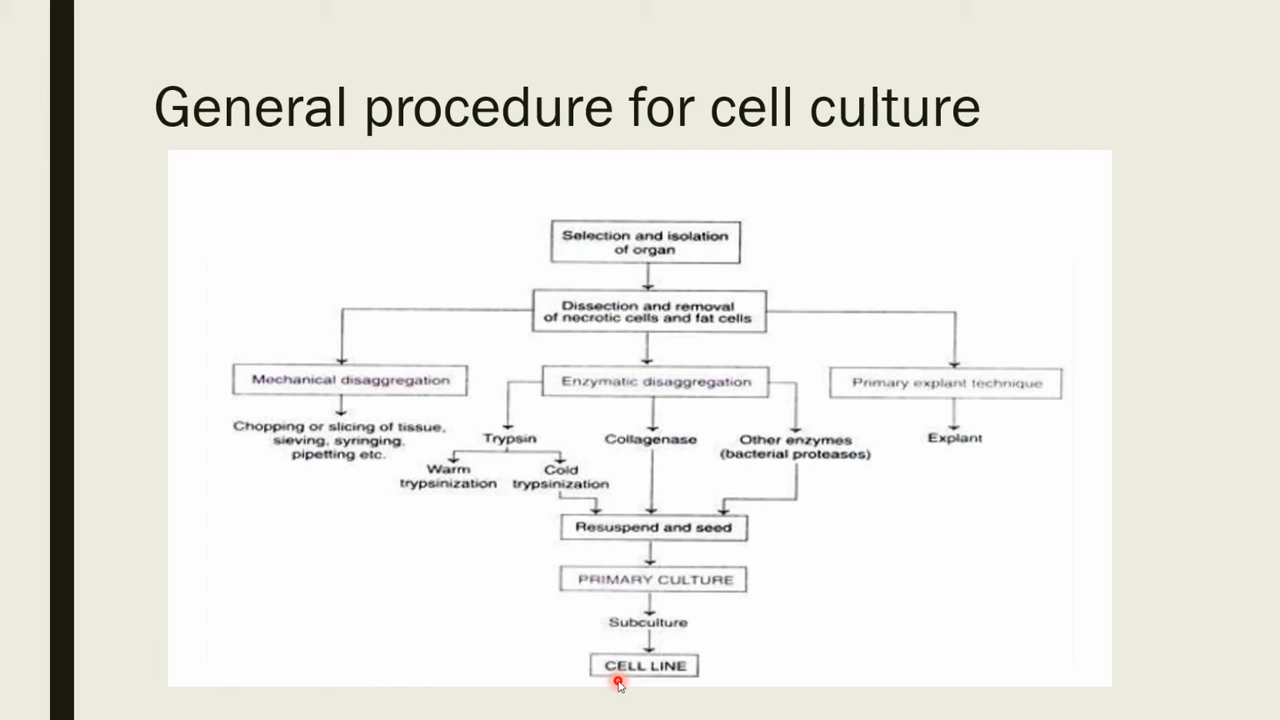 General procedure for cell culture
Selection and isolation
of organ
Dissection and removal
of necrotic cells and fat cells
Mechanical disaggregation
Enzymatic disaggregation
Primary explant technique
Chopping or slicing of tissue,
sieving, syringing,
pipetting etc.
Trypsin
Collagenase
Other enzymes
(bacterial proteases)
Explant
Warm
trypsinization
Cold
trypsinization
Resuspend and seed
PRIMARY CULTURE
Subculture
CELL LINE